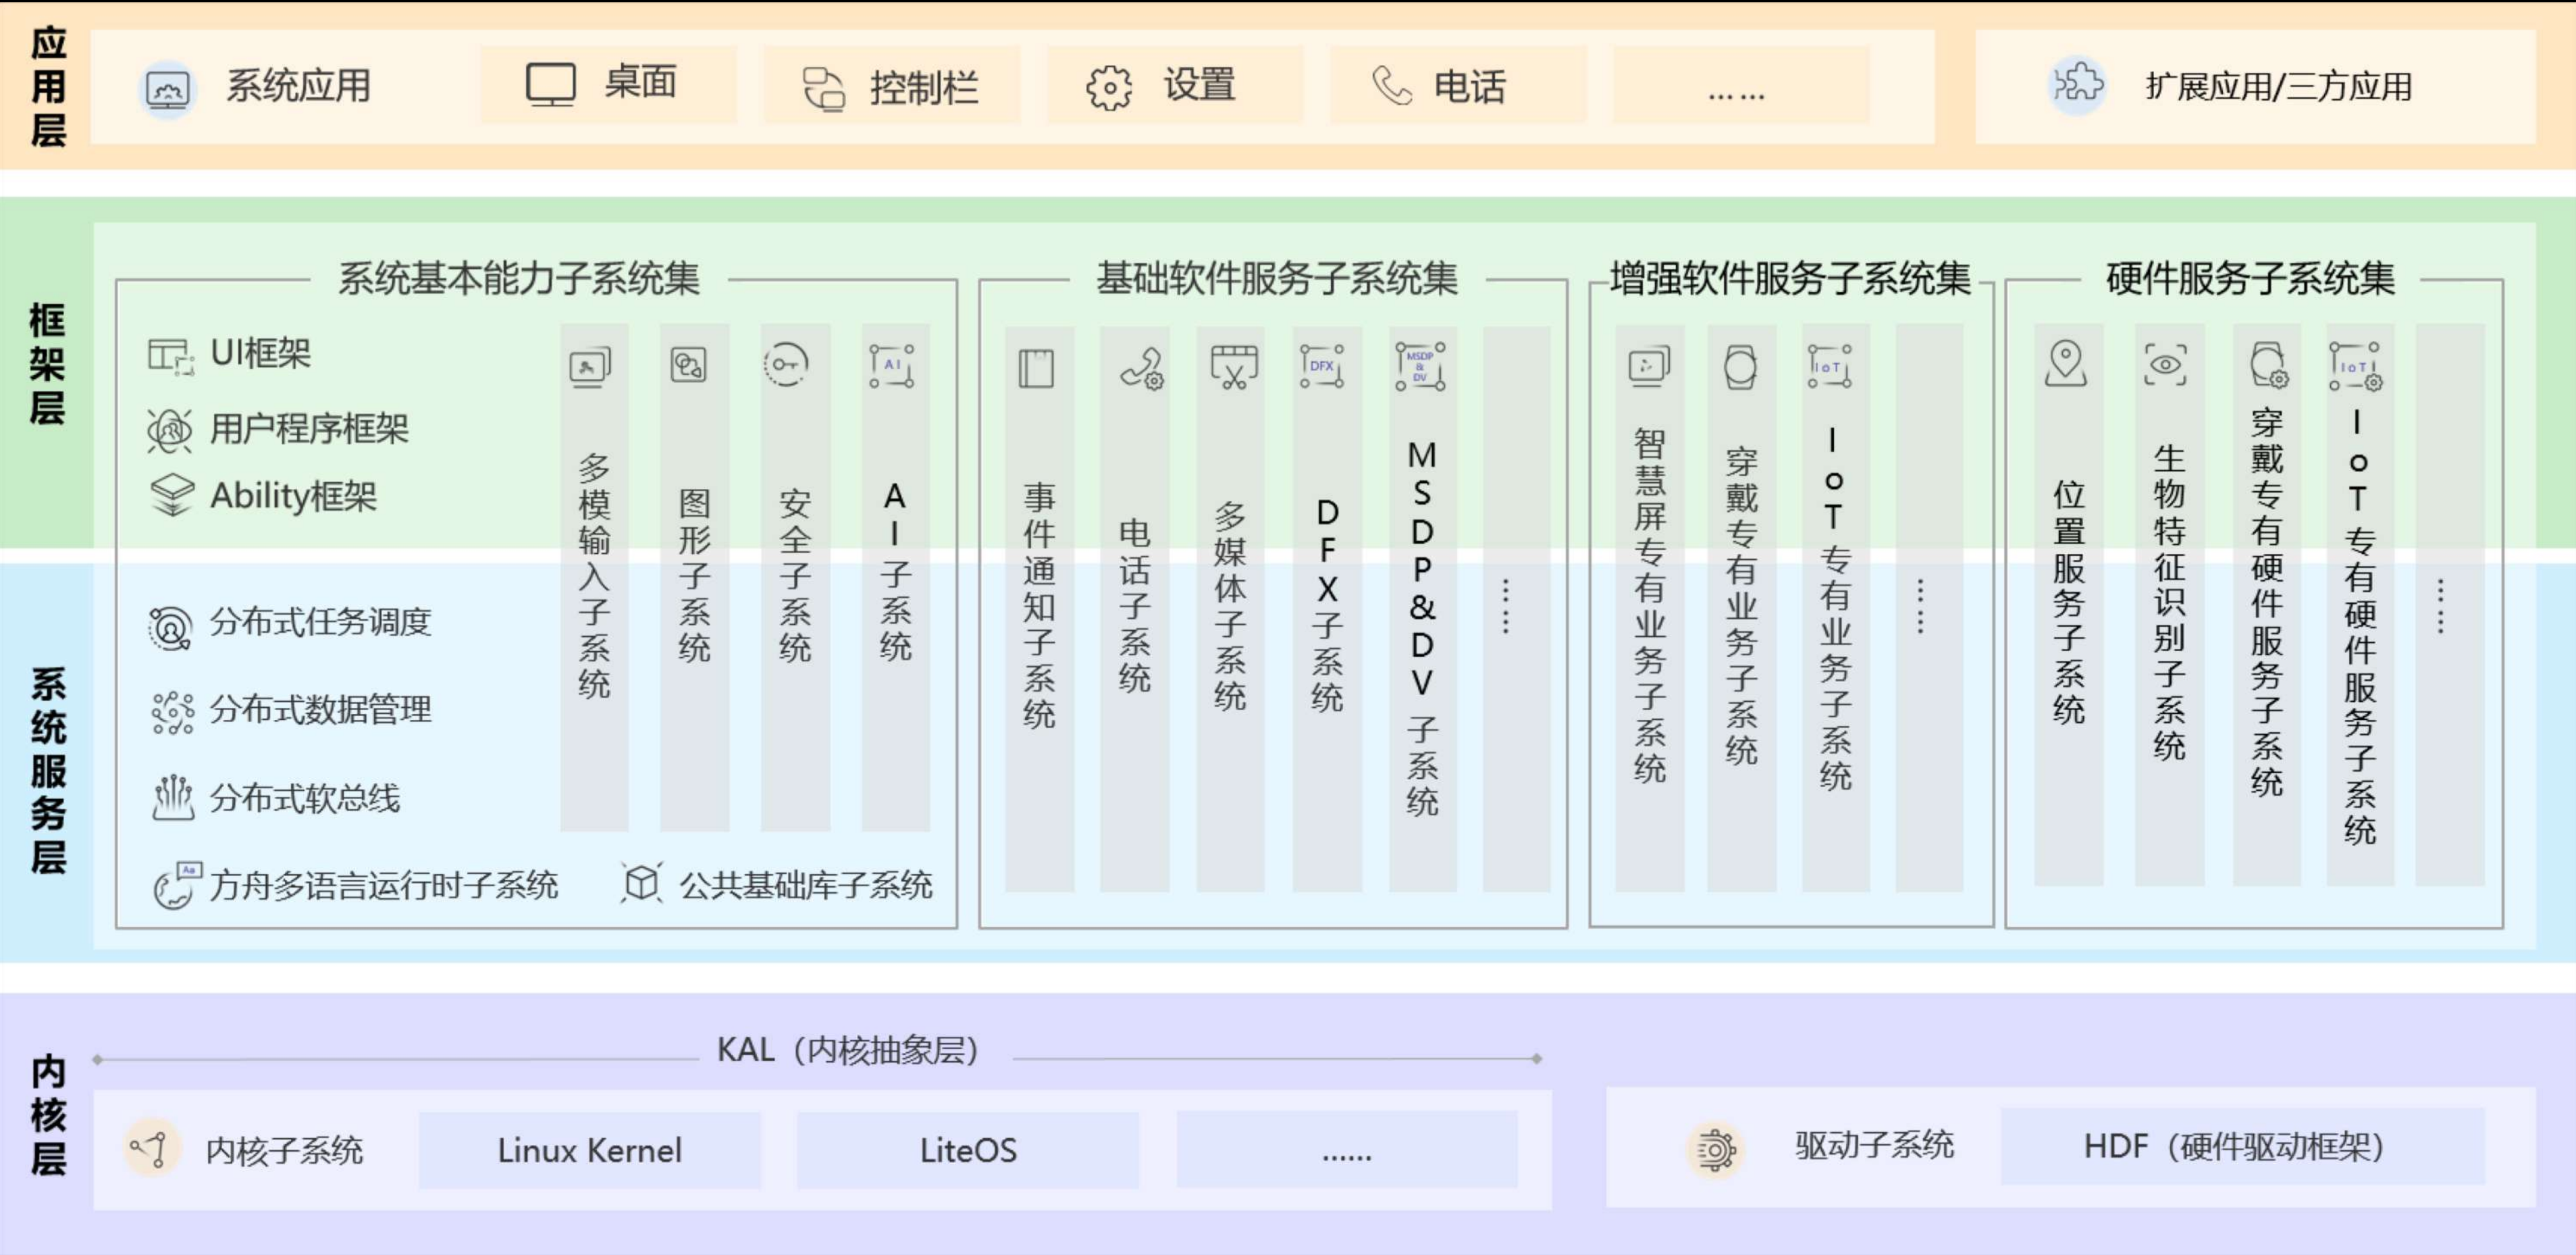 应用层
系统应用
桌面
控制栏
设置
电话
... ...
扩展应用/三方应用
框架层
系统基本能力子系统集
UI框架
用户程序框架
Ability框架
多模输入子系统
图形子系统
安全子系统
AI
AI子系统
基础软件服务子系统集
事件通知子系统
电话子系统
多媒体子系统
DFX
DFX子系统
MSDP
&
DV
MSDP&DV子系统
......
增强软件服务子系统集
智慧屏专有业务子系统
穿戴专有业务子系统
IoT
IoT专有业务子系统
......
硬件服务子系统集
位置服务子系统
生物特征识别子系统
穿戴专有硬件服务子系统
IoT
IoT专有硬件服务子系统
......
系统服务层
分布式任务调度
分布式数据管理
分布式软总线
Aa
方舟多语言运行时子系统
公共基础库子系统
内核层
KAL（内核抽象层）
内核子系统
Linux Kernel
LiteOS
......
驱动子系统
HDF（硬件驱动框架）